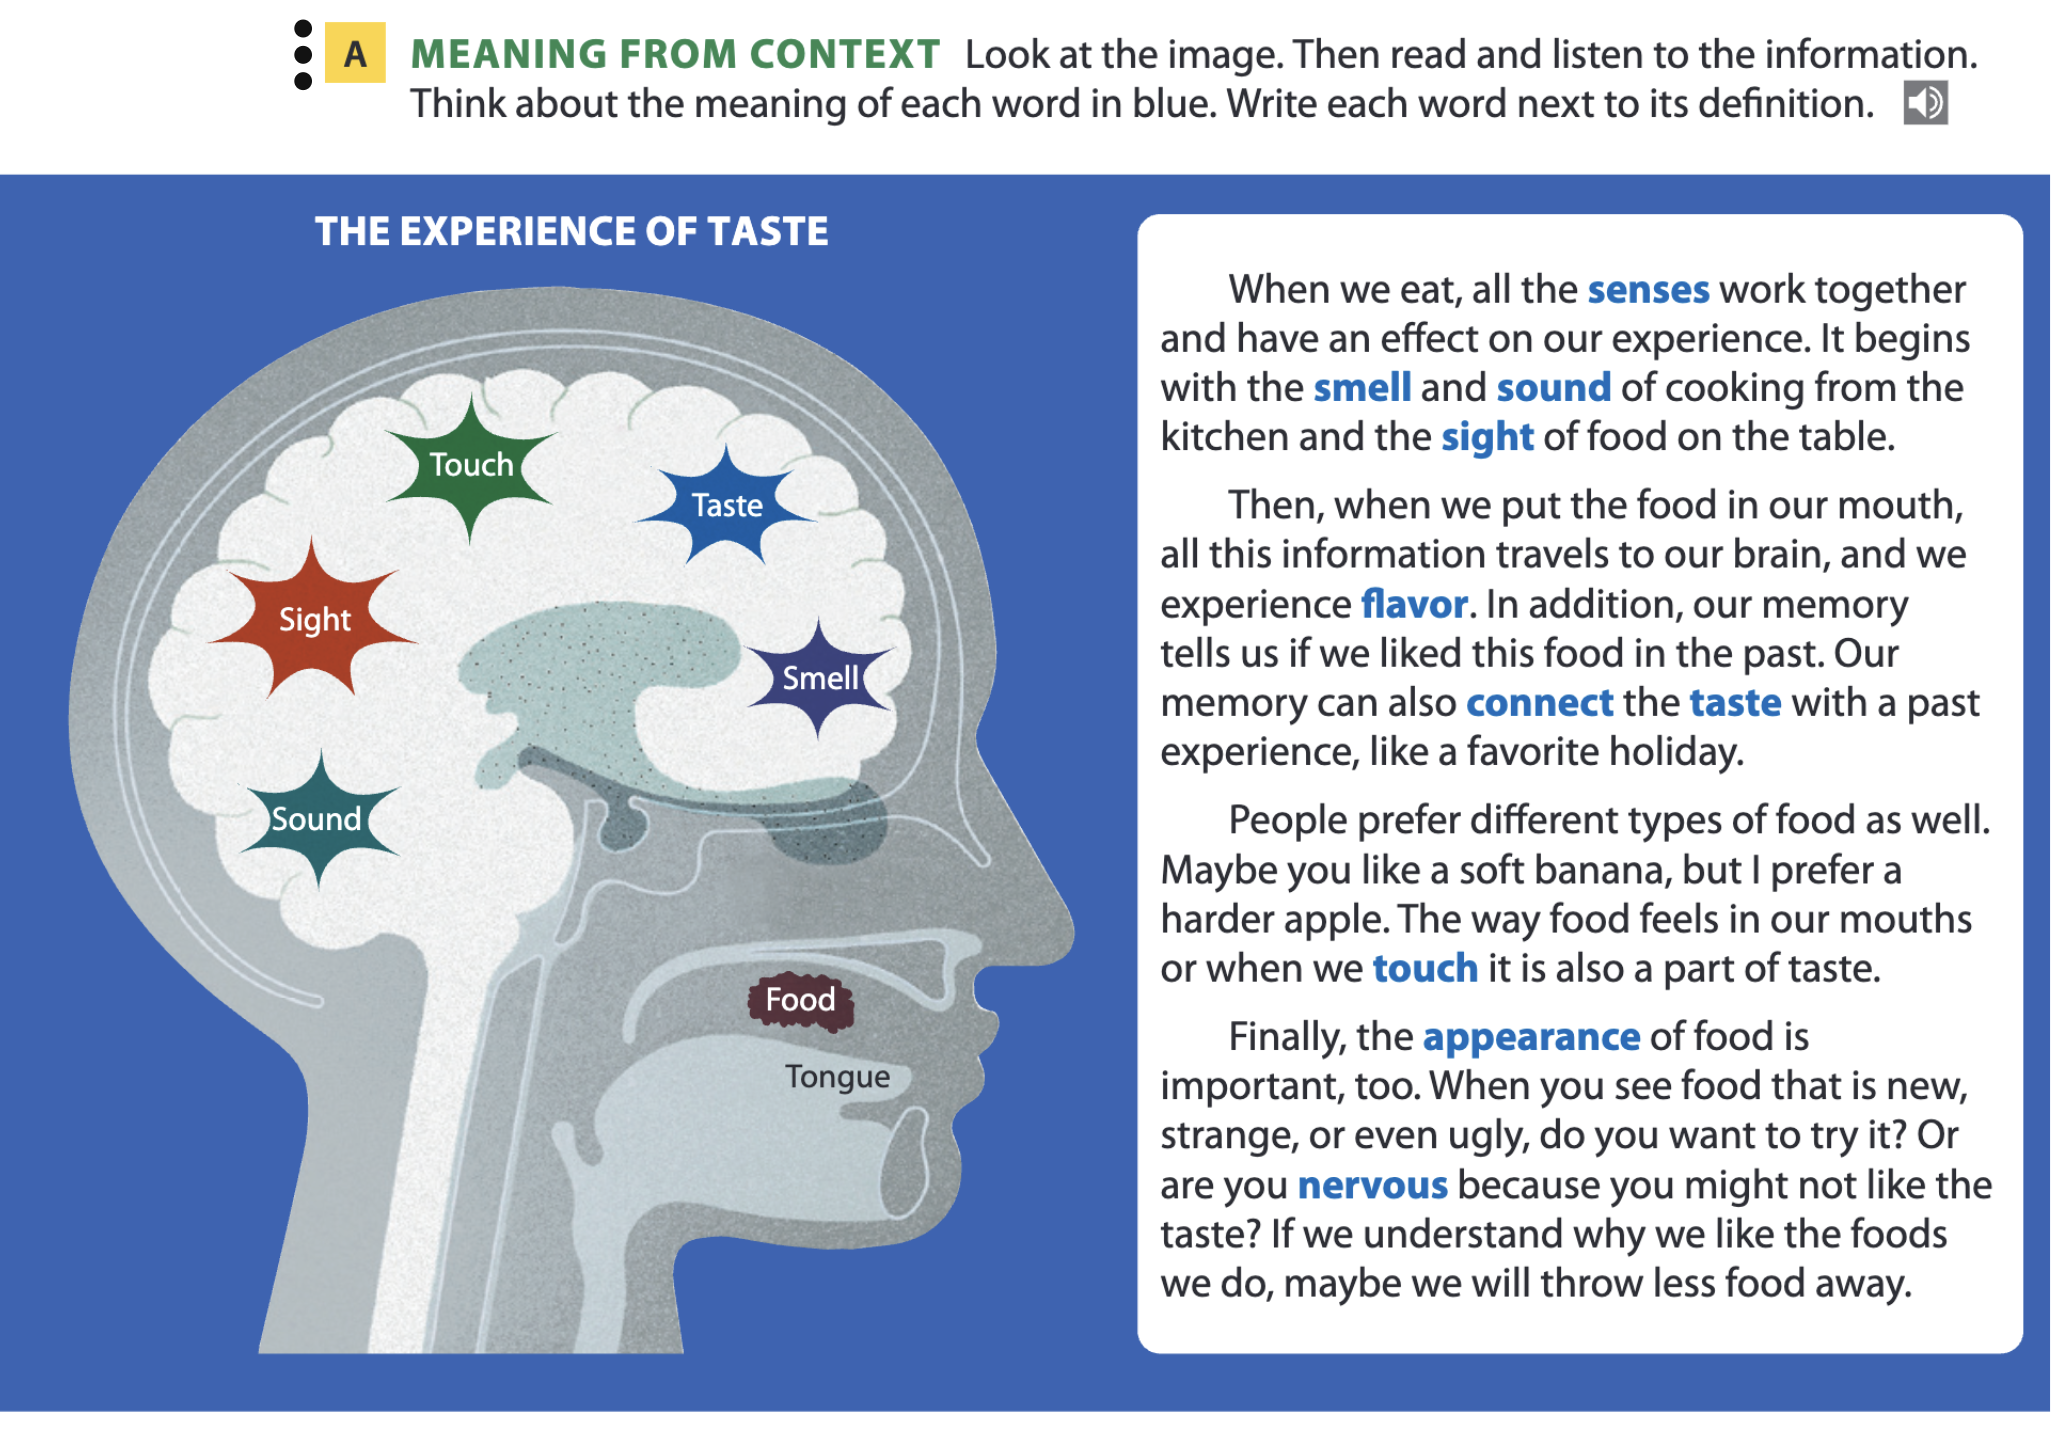 A MEANING FROM CONTEXT Look at the image. Then read and listen to the information.
Think about the meaning of each word in blue. Write each word next to its definition.
THE EXPERIENCE OF TASTE
Touch
Taste
Sight
Smell
Sound
Food
Tongue
When we eat, all the senses work together
and have an effect on our experience. It begins
with the smell and sound of cooking from the
kitchen and the sight of food on the table.
Then, when we put the food in our mouth,
all this information travels to our brain, and we
experience flavor. In addition, our memory
tells us if we liked this food in the past. Our
memory can also connect the taste with a past
experience, like a favorite holiday.
People prefer different types of food as well.
Maybe you like a soft banana, but I prefer a
harder apple. The way food feels in our mouths
or when we touch it is also a part of taste.
Finally, the appearance of food is
important, too. When you see food that is new,
strange, or even ugly, do you want to try it? Or
are you nervous because you might not like the
taste? If we understand why we like the foods
we do, maybe we will throw less food away.